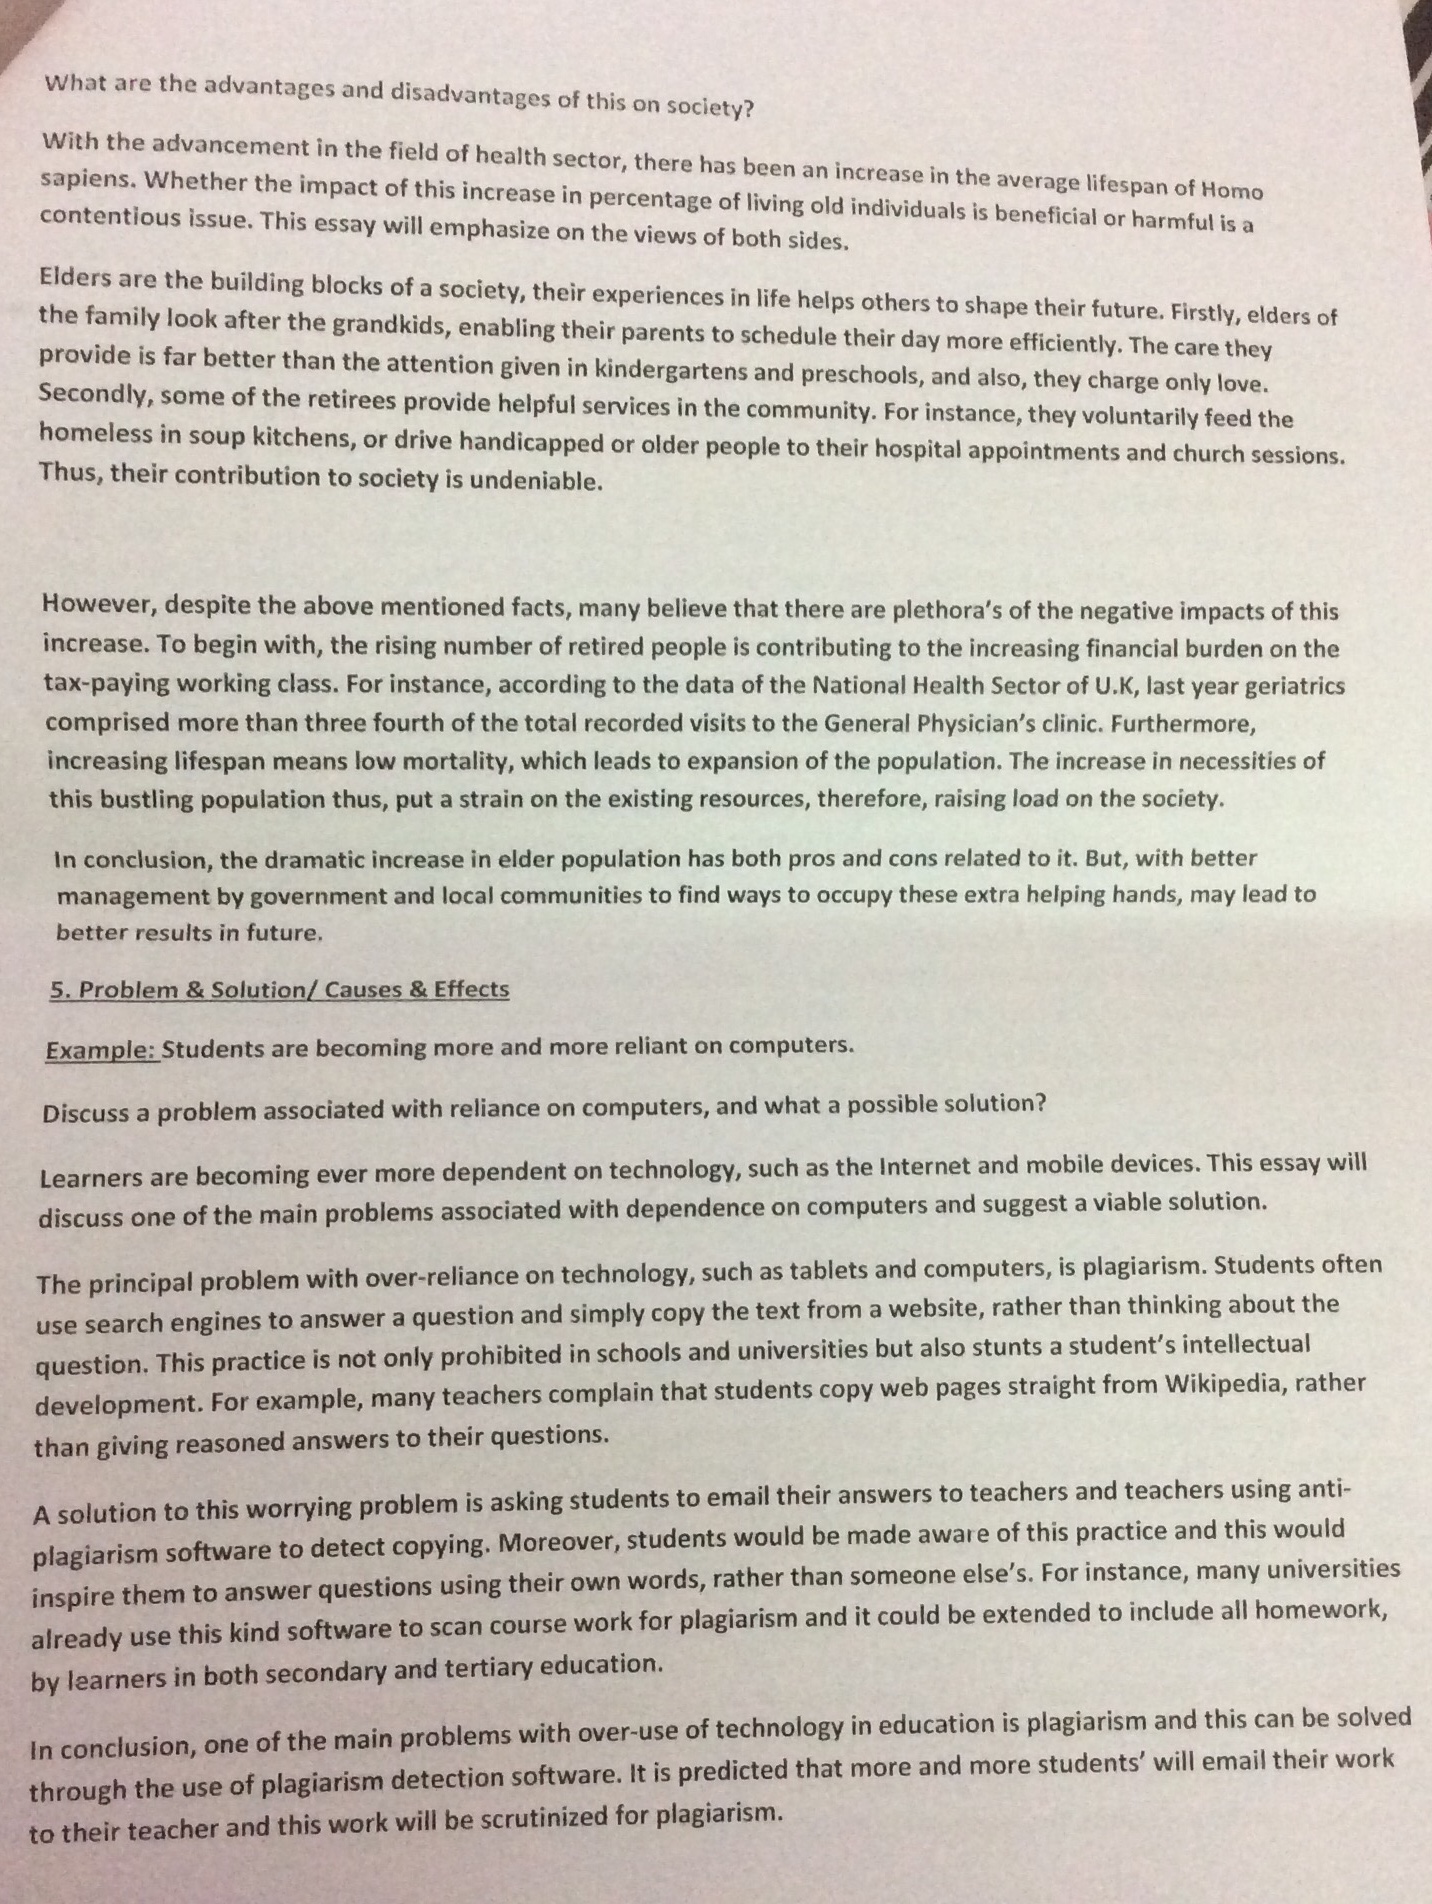 What are the advantages and disadvantages of this on society?
With the advancement in the field of health sector, there has been an increase in the average lifespan of Homo
sapiens. Whether the impact of this increase in percentage of living old individuals is beneficial or harmful is a
contentious issue. This essay will emphasize on the views of both sides.
Elders are the building blocks of a society, their experiences in life helps others to shape their future. Firstly, elders of
the family look after the grandkids, enabling their parents to schedule their day more efficiently. The care they
provide is far better than the attention given in kindergartens and preschools, and also, they charge only love.
Secondly, some of the retirees provide helpful services in the community. For instance, they voluntarily feed the
homeless in soup kitchens, or drive handicapped or older people to their hospital appointments and church sessions.
Thus, their contribution to society is undeniable.
However, despite the above mentioned facts, many believe that there are plethora's of the negative impacts of this
increase. To begin with, the rising number of retired people is contributing to the increasing financial burden on the
tax-paying working class. For instance, according to the data of the National Health Sector of U.K, last year geriatrics
comprised more than three fourth of the total recorded visits to the General Physician's clinic. Furthermore,
increasing lifespan means low mortality, which leads to expansion of the population. The increase in necessities of
this bustling population thus, put a strain on the existing resources, therefore, raising load on the society.
In conclusion, the dramatic increase in elder population has both pros and cons related to it. But, with better
management by government and local communities to find ways to occupy these extra helping hands, may lead to
better results in future.
5. Problem & Solution/ Causes & Effects
Example: Students are becoming more and more reliant on computers.
Discuss a problem associated with reliance on computers, and what a possible solution?
Learners are becoming ever more dependent on technology, such as the Internet and mobile devices. This essay will
discuss one of the main problems associated with dependence on computers and suggest a viable solution.
The principal problem with over-reliance on technology, such as tablets and computers, is plagiarism. Students often
use search engines to answer a question and simply copy the text from a website, rather than thinking about the
question. This practice is not only prohibited in schools and universities but also stunts a student's intellectual
development. For example, many teachers complain that students copy web pages straight from Wikipedia, rather
than giving reasoned answers to their questions.
A solution to this worrying problem is asking students to email their answers to teachers and teachers using anti-
plagiarism software to detect copying. Moreover, students would be made aware of this practice and this would
inspire them to answer questions using their own words, rather than someone else's. For instance, many universities
already use this kind software to scan course work for plagiarism and it could be extended to include all homework,
by learners in both secondary and tertiary education.
In conclusion, one of the main problems with over-use of technology in education is plagiarism and this can be solved
through the use of plagiarism detection software. It is predicted that more and more students' will email their work
to their teacher and this work will be scrutinized for plagiarism.